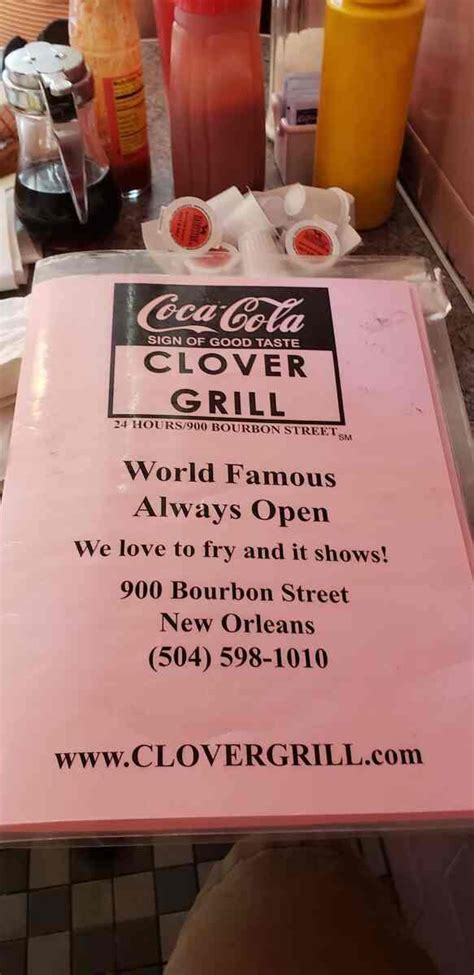 Coca-Cola
SIGN OF GOOD TASTE
CLOVER
GRILL
24 HOURS/900 BOURBON STREET SM
World Famous
Always Open
We love to fry and it shows!
900 Bourbon Street
New Orleans
(504) 598-1010
www.CLOVERGRILL.com